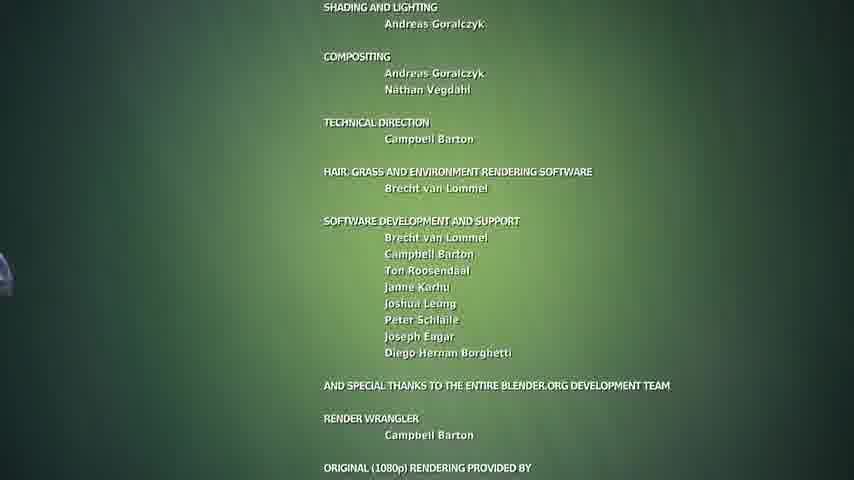 SHADING AND LIGHTING
Andreas Goralczyk
COMPOSITING
Andreas Goralczyk
Nathan Vegdahl
TECHNICAL DIRECTION
Campbell Barton
HAIR, GRASS AND ENVIRONMENT RENDERING SOFTWARE
Brecht van Lommel
SOFTWARE DEVELOPMENT AND SUPPORT
Brecht van Lommel
Campbell Barton
Ton Roosendaal
Janne Karhu
Joshua Leung
Peter Schlaile
Joseph Eagar
Diego Hernan Borghetti
AND SPECIAL THANKS TO THE ENTIRE BLENDER.ORG DEVELOPMENT TEAM
RENDER WRANGLER
Campbell Barton
ORIGINAL (1080p) RENDERING PROVIDED BY